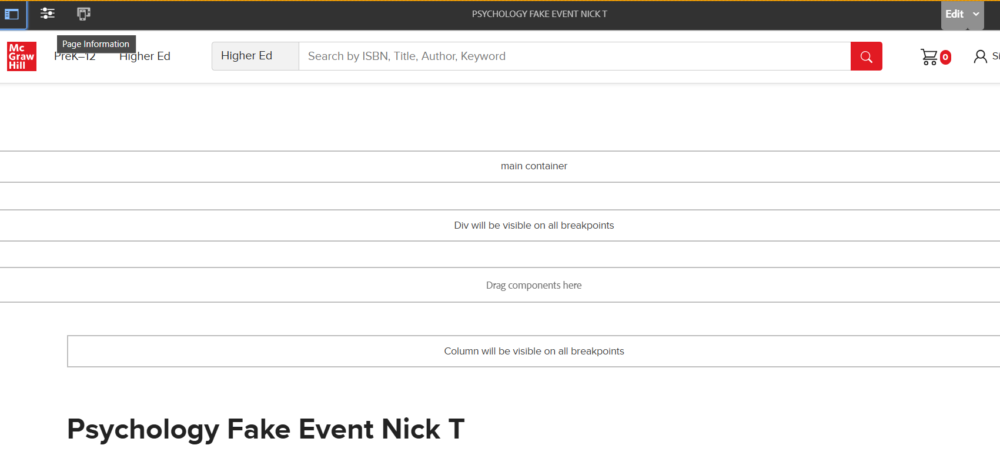 PSYCHOLOGY FAKE EVENT NICK T
Edit
Page Information
Mc
Graw
Hill
PreK–12
Higher Ed
Higher Ed
Search by ISBN, Title, Author, Keyword
0
Si
main container
Div will be visible on all breakpoints
Drag components here
Column will be visible on all breakpoints
Psychology Fake Event Nick T